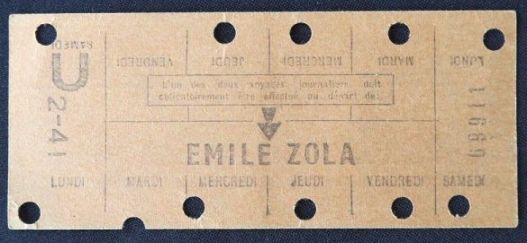 SAMEDI VENDREDI JEUDI MERCREDI MARDI LUNDI
U
2-41
L'un des deux voyages journaliers doit
obligatoirement être effectué au départ de:
EMILE ZOLA
11669
LUNDI MARDI MERCREDI JEUDI VENDREDI SAMEDI